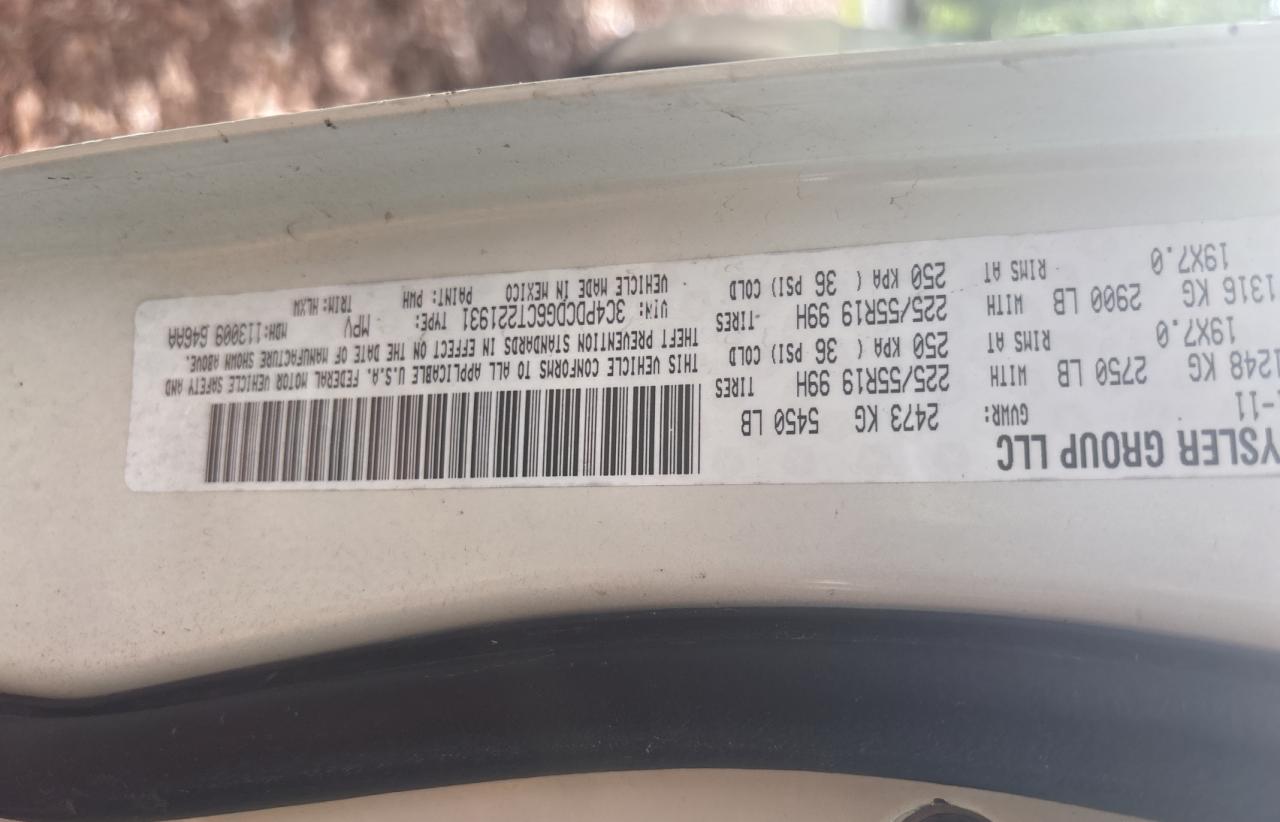 YSLER GROUP LLC
-11 GVWR: 2473 KG 5450 LB
1248 KG 2750 LB WITH 225/55R19 99H TIRES
19X7.0 RIMS AT 250 KPA ( 36 PSI) COLD
1316 KG 2900 LB WITH 225/55R19 99H TIRES
19X7.0 RIMS AT 250 KPA ( 36 PSI) COLD
THIS VEHICLE CONFORMS TO ALL APPLICABLE U.S.A. FEDERAL MOTOR VEHICLE SAFETY AND
THEFT PREVENTION STANDARDS IN EFFECT ON THE DATE OF MANUFACTURE SHOWN ABOVE.
VIN: 3C4PDCDG6CT221931 TYPE: MPV MDH:113009 646AA
VEHICLE MADE IN MEXICO PAINT: PWH TRIM: HLXW